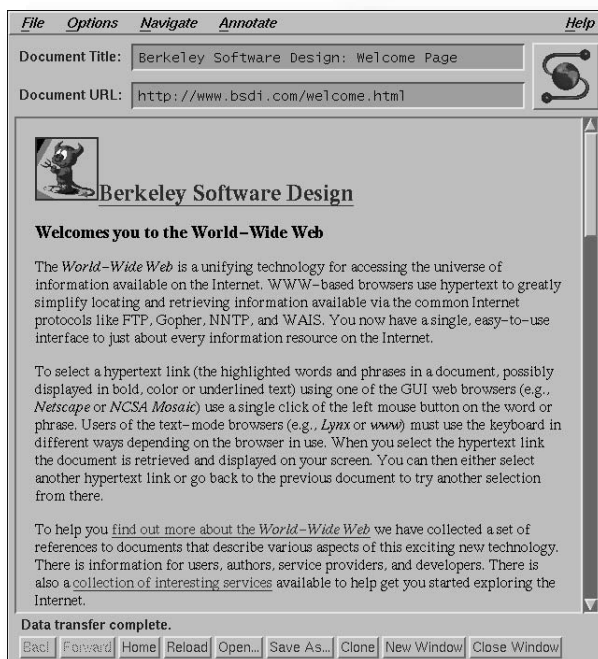 File Options Navigate Annotate Help
Document Title: Berkeley Software Design: Welcome Page
Document URL: http://www.bsdi.com/welcome.html
Berkeley Software Design
Welcomes you to the World–Wide Web
The World–Wide Web is a unifying technology for accessing the universe of
information available on the Internet. WWW–based browsers use hypertext to greatly
simplify locating and retrieving information available via the common Internet
protocols like FTP, Gopher, NNTP, and WAIS. You now have a single, easy–to–use
interface to just about every information resource on the Internet.
To select a hypertext link (the highlighted words and phrases in a document, possibly
displayed in bold, color or underlined text) using one of the GUI web browsers (e.g.,
Netscape or NCSA Mosaic) use a single click of the left mouse button on the word or
phrase. Users of the text–mode browsers (e.g., Lynx or www) must use the keyboard in
different ways depending on the browser in use. When you select the hypertext link
the document is retrieved and displayed on your screen. You can then either select
another hypertext link or go back to the previous document to try another selection
from there.
To help you find out more about the World–Wide Web we have collected a set of
references to documents that describe various aspects of this exciting new technology.
There is information for users, authors, service providers, and developers. There is
also a collection of interesting services available to help get you started exploring the
Internet.
Data transfer complete.
Back Forward Home Reload Open... Save As... Clone New Window Close Window